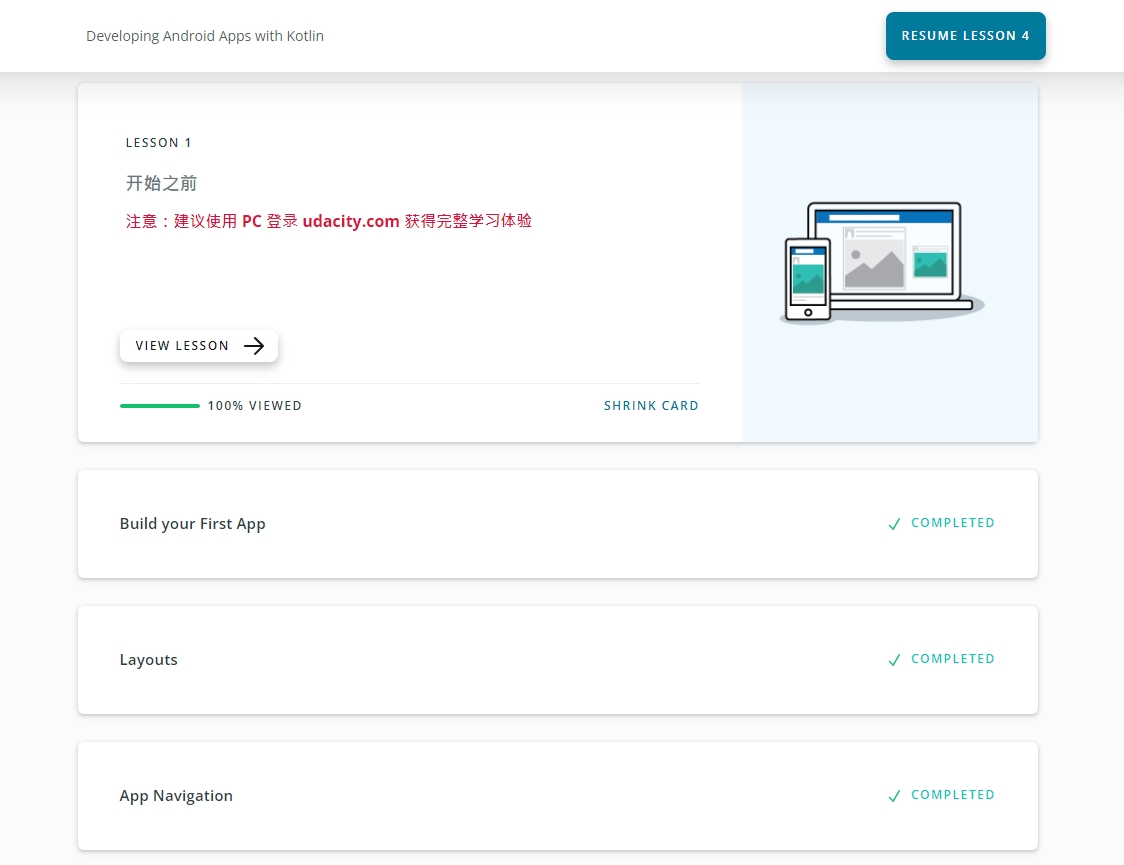 Developing Android Apps with Kotlin
RESUME LESSON 4
LESSON 1
开始之前
注意：建议使用 PC 登录 udacity.com 获得完整学习体验
VIEW LESSON
100% VIEWED
SHRINK CARD
Build your First App
COMPLETED
Layouts
COMPLETED
App Navigation
COMPLETED